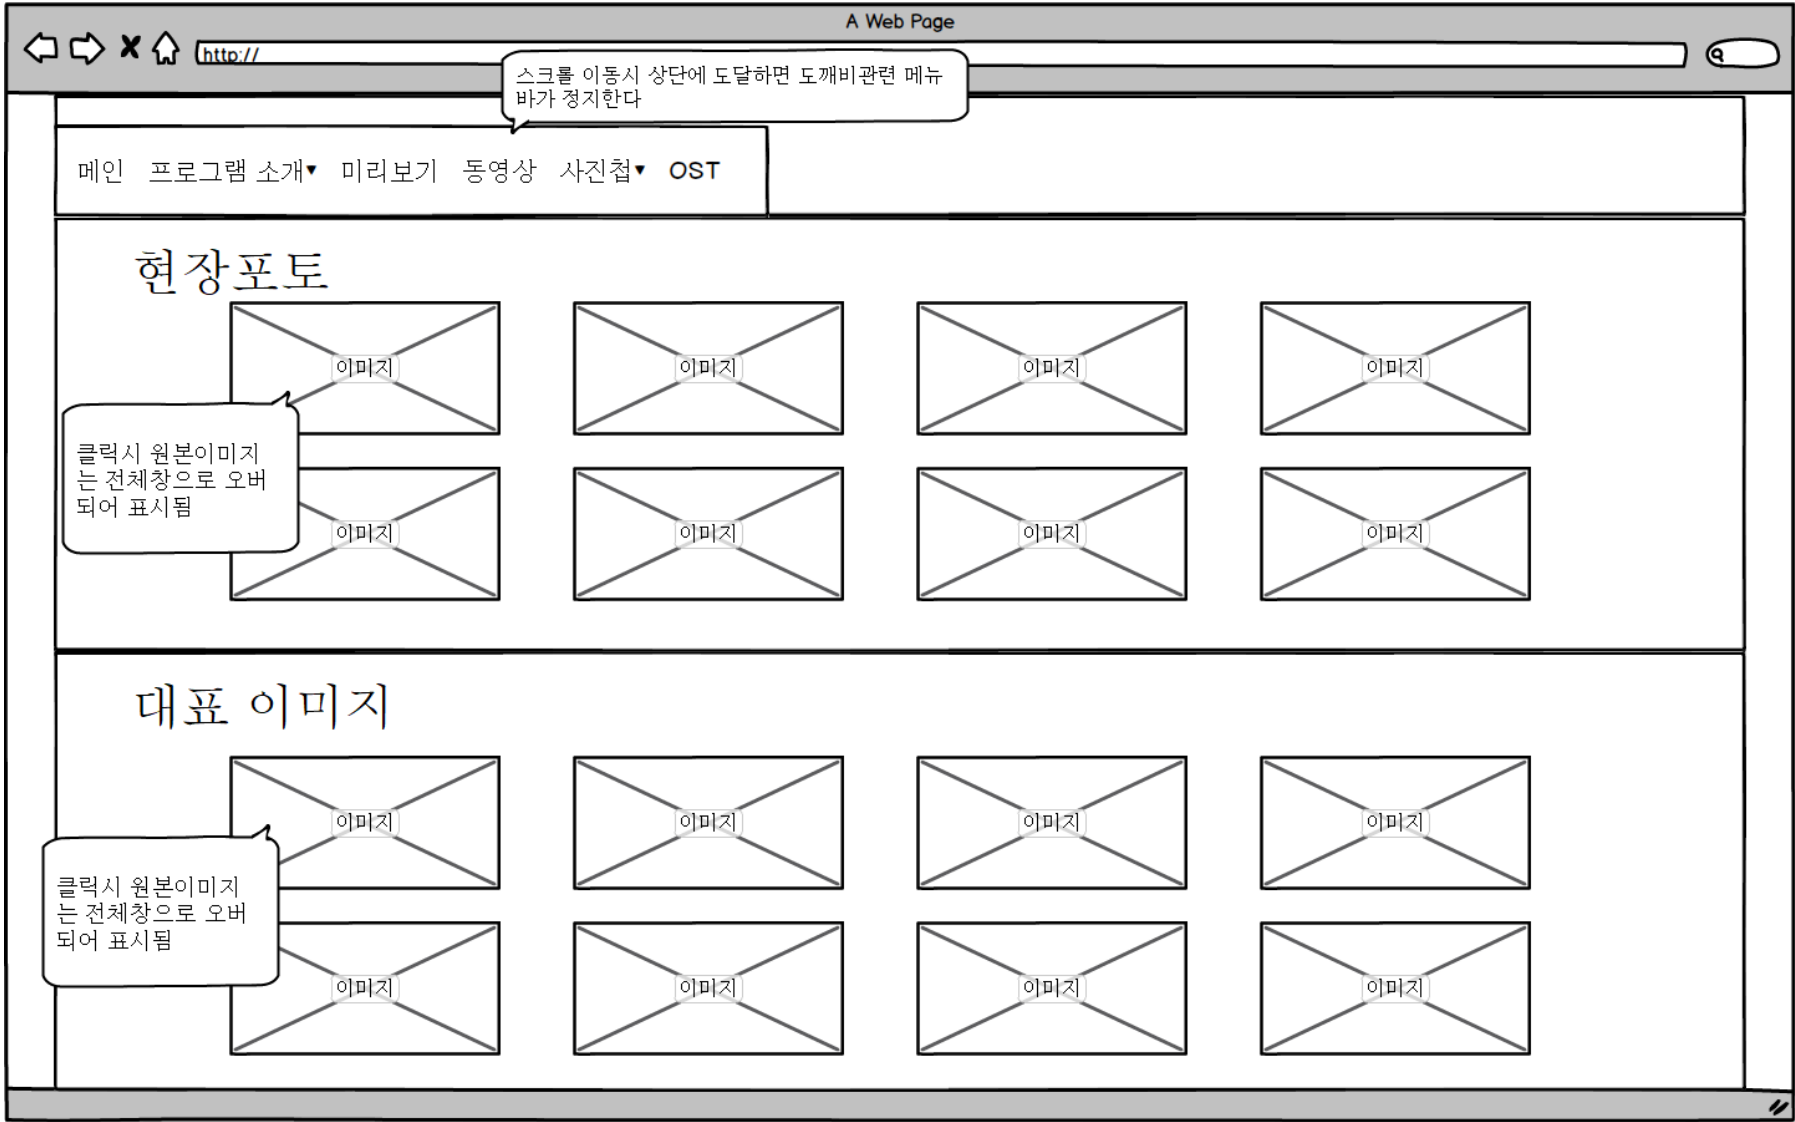 A Web Page
http://
스크롤 이동시 상단에 도달하면 도깨비관련 메뉴
바가 정지한다
메인 프로그램 소개▾ 미리보기 동영상 사진첩▾ OST
현장포토
이미지 이미지 이미지 이미지
클릭시 원본이미지
는 전체창으로 오버
되어 표시됨
이미지 이미지 이미지 이미지
대표 이미지
이미지 이미지 이미지 이미지
클릭시 원본이미지
는 전체창으로 오버
되어 표시됨
이미지 이미지 이미지 이미지